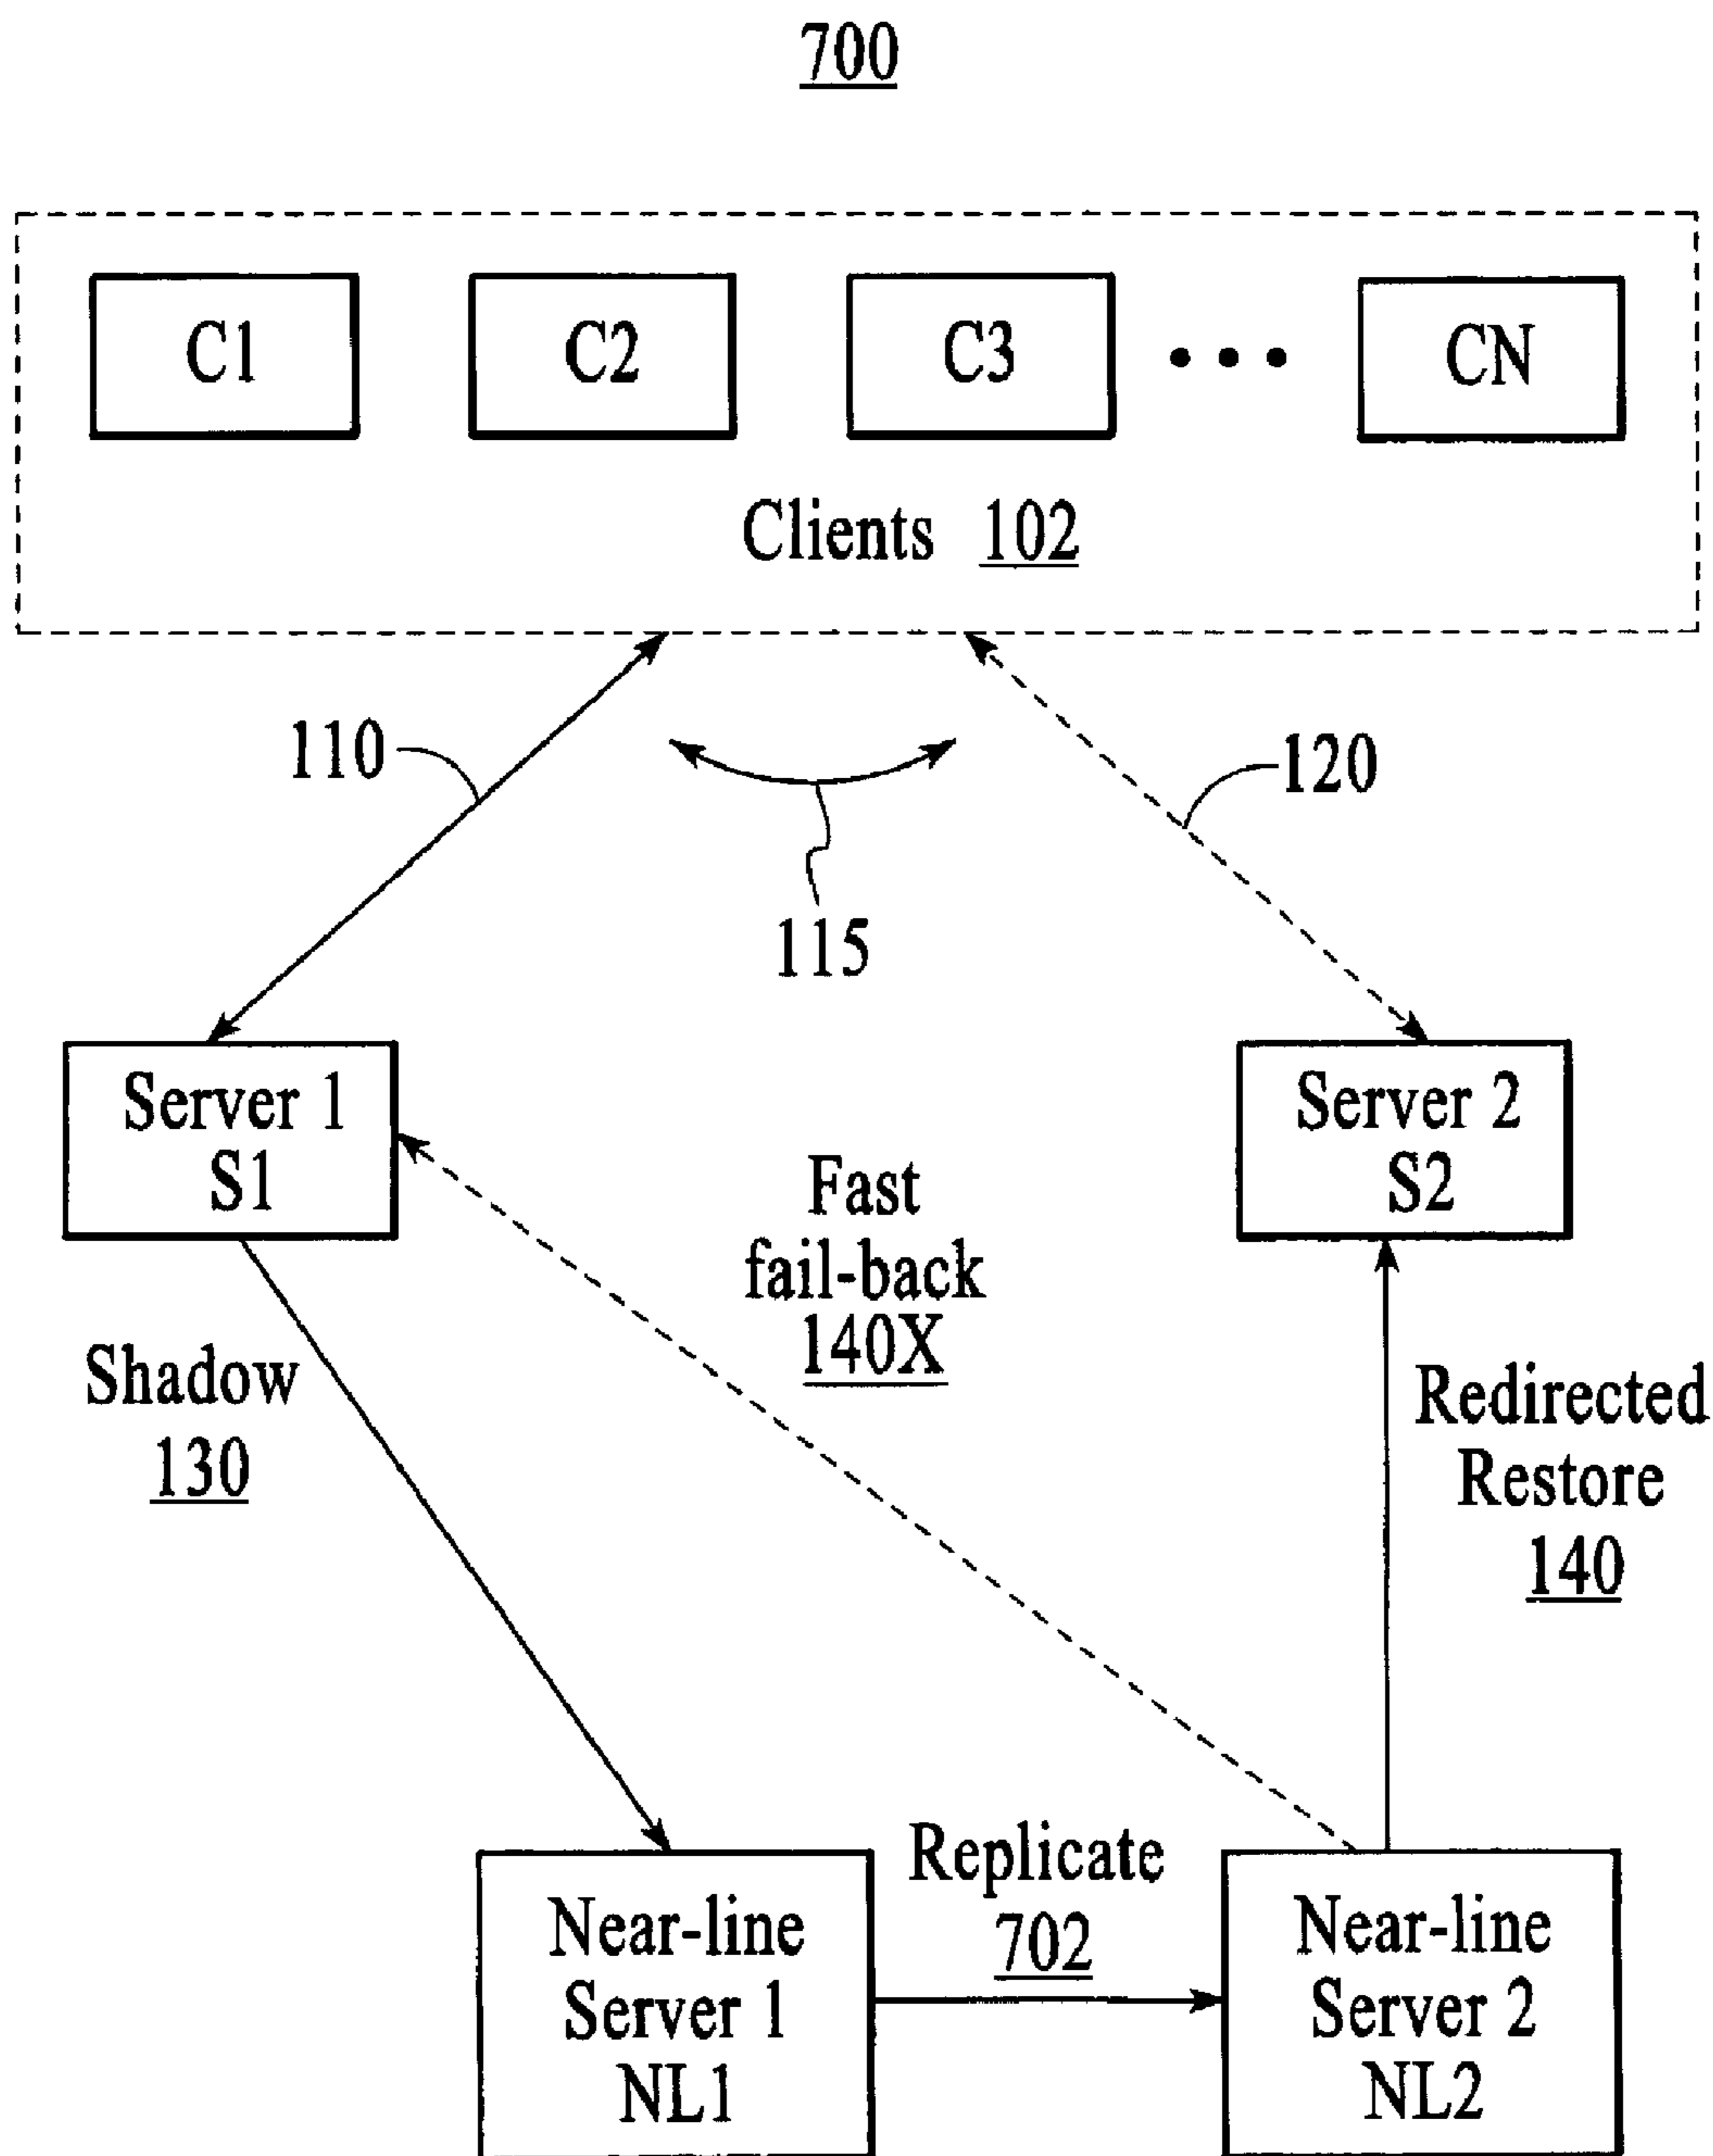 700
C1
C2
C3
CN
Clients 102
110
120
115
Server 1
S1
Server 2
S2
Fast
fail-back
140X
Shadow
130
Redirected
Restore
140
Replicate
702
Near-line
Server 1
NL1
Near-line
Server 2
NL2